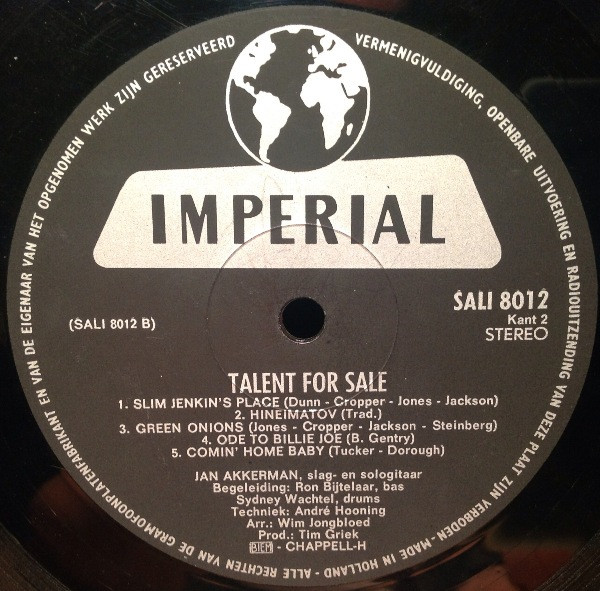 ALLE RECHTEN VAN DE GRAMOFOONPLATENFABRIKANT EN VAN DE EIGENAAR VAN HET OPGENOMEN WERK ZIJN GERESERVEERD
VERMENIGVULDIGING, OPENBARE UITVOERING EN RADIOUITZENDING VAN DEZE PLAAT ZIJN VERBODEN - MADE IN HOLLAND -
IMPERIAL
SALI 8012
Kant 2
STEREO
(SALI 8012 B)
TALENT FOR SALE
1. SLIM JENKIN'S PLACE (Dunn - Cropper - Jones - Jackson)
2. HINEIMATOV (Trad.)
3. GREEN ONIONS (Jones - Cropper - Jackson - Steinberg)
4. ODE TO BILLIE JOE (B. Gentry)
5. COMIN' HOME BABY (Tucker - Dorough)
JAN AKKERMAN, slag- en sologitaar
Begeleiding: Ron Bijtelaar, bas
Sydney Wachtel, drums
Techniek: André Hooning
Arr.: Wim Jongbloed
Prod.: Tim Griek
BIEM - CHAPPELL-H